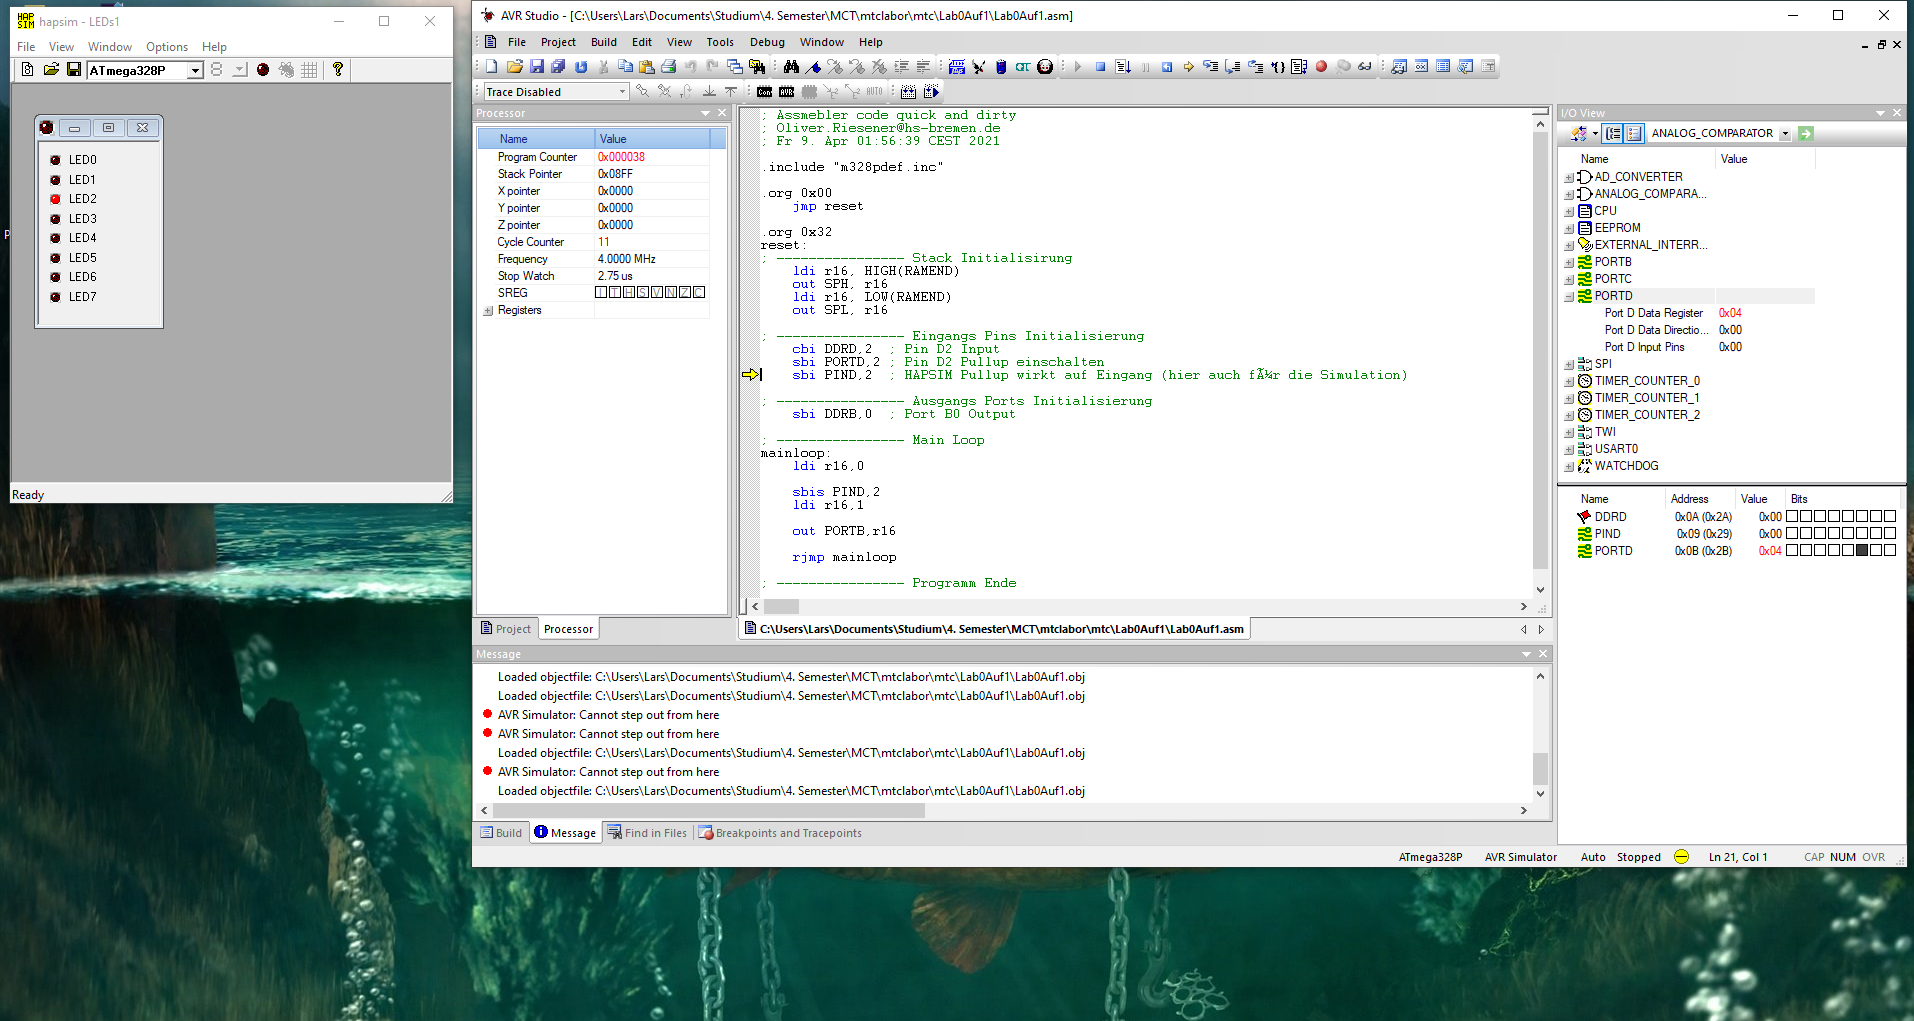 hapsim - LEDs1
File View Window Options Help
ATmega328P
LED0
LED1
LED2
LED3
LED4
LED5
LED6
LED7
Ready
AVR Studio - [C:\Users\Lars\Documents\Studium\4. Semester\MCT\mtclabor\mtc\Lab0Auf1\Lab0Auf1.asm]
File Project Build Edit View Tools Debug Window Help
Trace Disabled
Processor
Name Value
Program Counter 0x000038
Stack Pointer 0x08FF
X pointer 0x0000
Y pointer 0x0000
Z pointer 0x0000
Cycle Counter 11
Frequency 4.0000 MHz
Stop Watch 2.75 us
SREG I T H S V N Z C
Registers
Project Processor
; Assmebler code quick and dirty
; Oliver.Riesener@hs-bremen.de
; Fr 9. Apr 01:56:39 CEST 2021
.include "m328pdef.inc"
.org 0x00
jmp reset
.org 0x32
reset:
; ---------------- Stack Initialisirung
ldi r16, HIGH(RAMEND)
out SPH, r16
ldi r16, LOW(RAMEND)
out SPL, r16
; ---------------- Eingangs Pins Initialisierung
cbi DDRD,2 ; Pin D2 Input
sbi PORTD,2 ; Pin D2 Pullup einschalten
sbi PIND,2 ; HAPSIM Pullup wirkt auf Eingang (hier auch fÃ¼r die Simulation)
; ---------------- Ausgangs Ports Initialisierung
sbi DDRB,0 ; Port B0 Output
; ---------------- Main Loop
mainloop:
ldi r16,0
sbis PIND,2
ldi r16,1
out PORTB,r16
rjmp mainloop
; ---------------- Programm Ende
C:\Users\Lars\Documents\Studium\4. Semester\MCT\mtclabor\mtc\Lab0Auf1\Lab0Auf1.asm
I/O View
ANALOG_COMPARATOR
Name Value
AD_CONVERTER
ANALOG_COMPARA...
CPU
EEPROM
EXTERNAL_INTERR...
PORTB
PORTC
PORTD
Port D Data Register 0x04
Port D Data Directio... 0x00
Port D Input Pins 0x00
SPI
TIMER_COUNTER_0
TIMER_COUNTER_1
TIMER_COUNTER_2
TWI
USART0
WATCHDOG
Name Address Value Bits
DDRD 0x0A (0x2A) 0x00
PIND 0x09 (0x29) 0x00
PORTD 0x0B (0x2B) 0x04
Message
Loaded objectfile: C:\Users\Lars\Documents\Studium\4. Semester\MCT\mtclabor\mtc\Lab0Auf1\Lab0Auf1.obj
Loaded objectfile: C:\Users\Lars\Documents\Studium\4. Semester\MCT\mtclabor\mtc\Lab0Auf1\Lab0Auf1.obj
AVR Simulator: Cannot step out from here
AVR Simulator: Cannot step out from here
Loaded objectfile: C:\Users\Lars\Documents\Studium\4. Semester\MCT\mtclabor\mtc\Lab0Auf1\Lab0Auf1.obj
AVR Simulator: Cannot step out from here
Loaded objectfile: C:\Users\Lars\Documents\Studium\4. Semester\MCT\mtclabor\mtc\Lab0Auf1\Lab0Auf1.obj
Build Message Find in Files Breakpoints and Tracepoints
ATmega328P AVR Simulator Auto Stopped Ln 21, Col 1 CAP NUM OVR